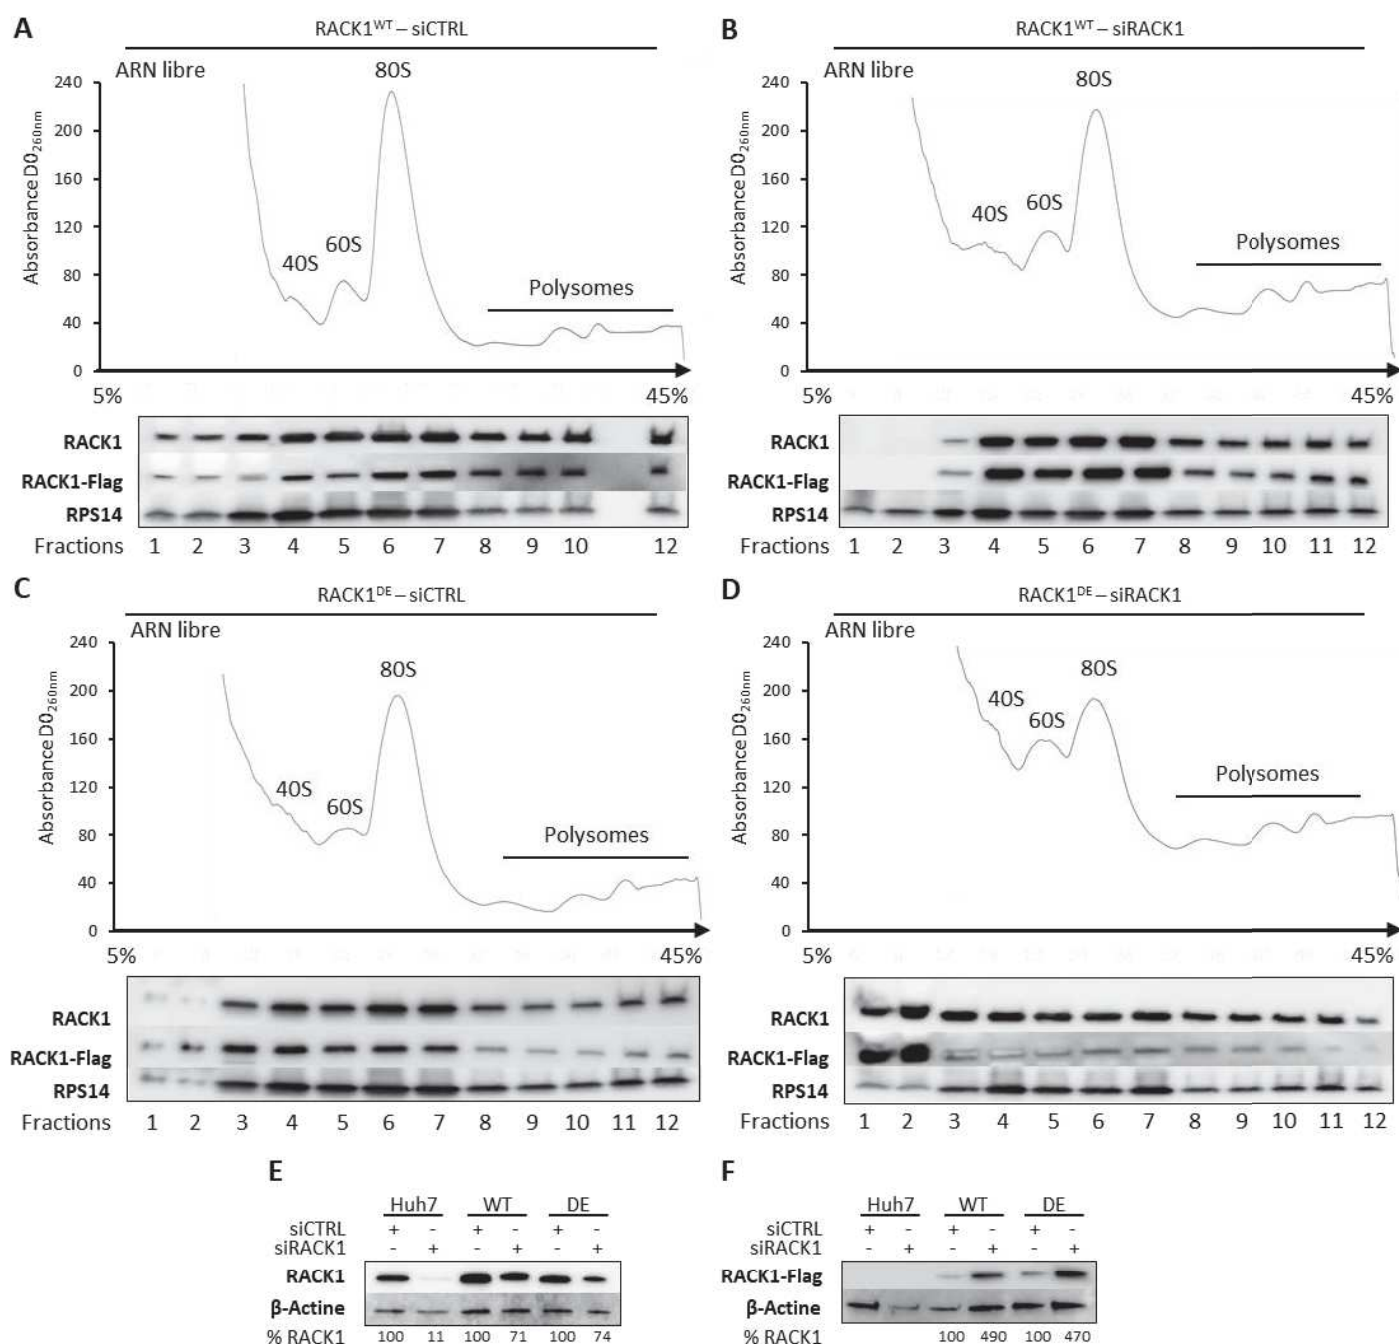 A
RACK1WT – siCTRL
ARN libre
80S
240
200
160
120
80
40
0
Absorbance D0260nm
40S
60S
Polysomes
5%
45%
RACK1
RACK1-Flag
RPS14
Fractions 1 2 3 4 5 6 7 8 9 10 12
B
RACK1WT – siRACK1
ARN libre
80S
240
200
160
120
80
40
0
Absorbance D0260nm
40S
60S
Polysomes
5%
45%
RACK1
RACK1-Flag
RPS14
Fractions 1 2 3 4 5 6 7 8 9 10 11 12
C
RACK1DE – siCTRL
ARN libre
80S
240
200
160
120
80
40
0
Absorbance D0260nm
40S
60S
Polysomes
5%
45%
RACK1
RACK1-Flag
RPS14
Fractions 1 2 3 4 5 6 7 8 9 10 11 12
D
RACK1DE – siRACK1
ARN libre
80S
240
200
160
120
80
40
0
Absorbance D0260nm
40S
60S
Polysomes
5%
45%
RACK1
RACK1-Flag
RPS14
Fractions 1 2 3 4 5 6 7 8 9 10 11 12
E
Huh7 WT DE
siCTRL + - + - + -
siRACK1 - + - + - +
RACK1
β-Actine
% RACK1 100 11 100 71 100 74
F
Huh7 WT DE
siCTRL + - + - + -
siRACK1 - + - + - +
RACK1-Flag
β-Actine
% RACK1 100 490 100 470